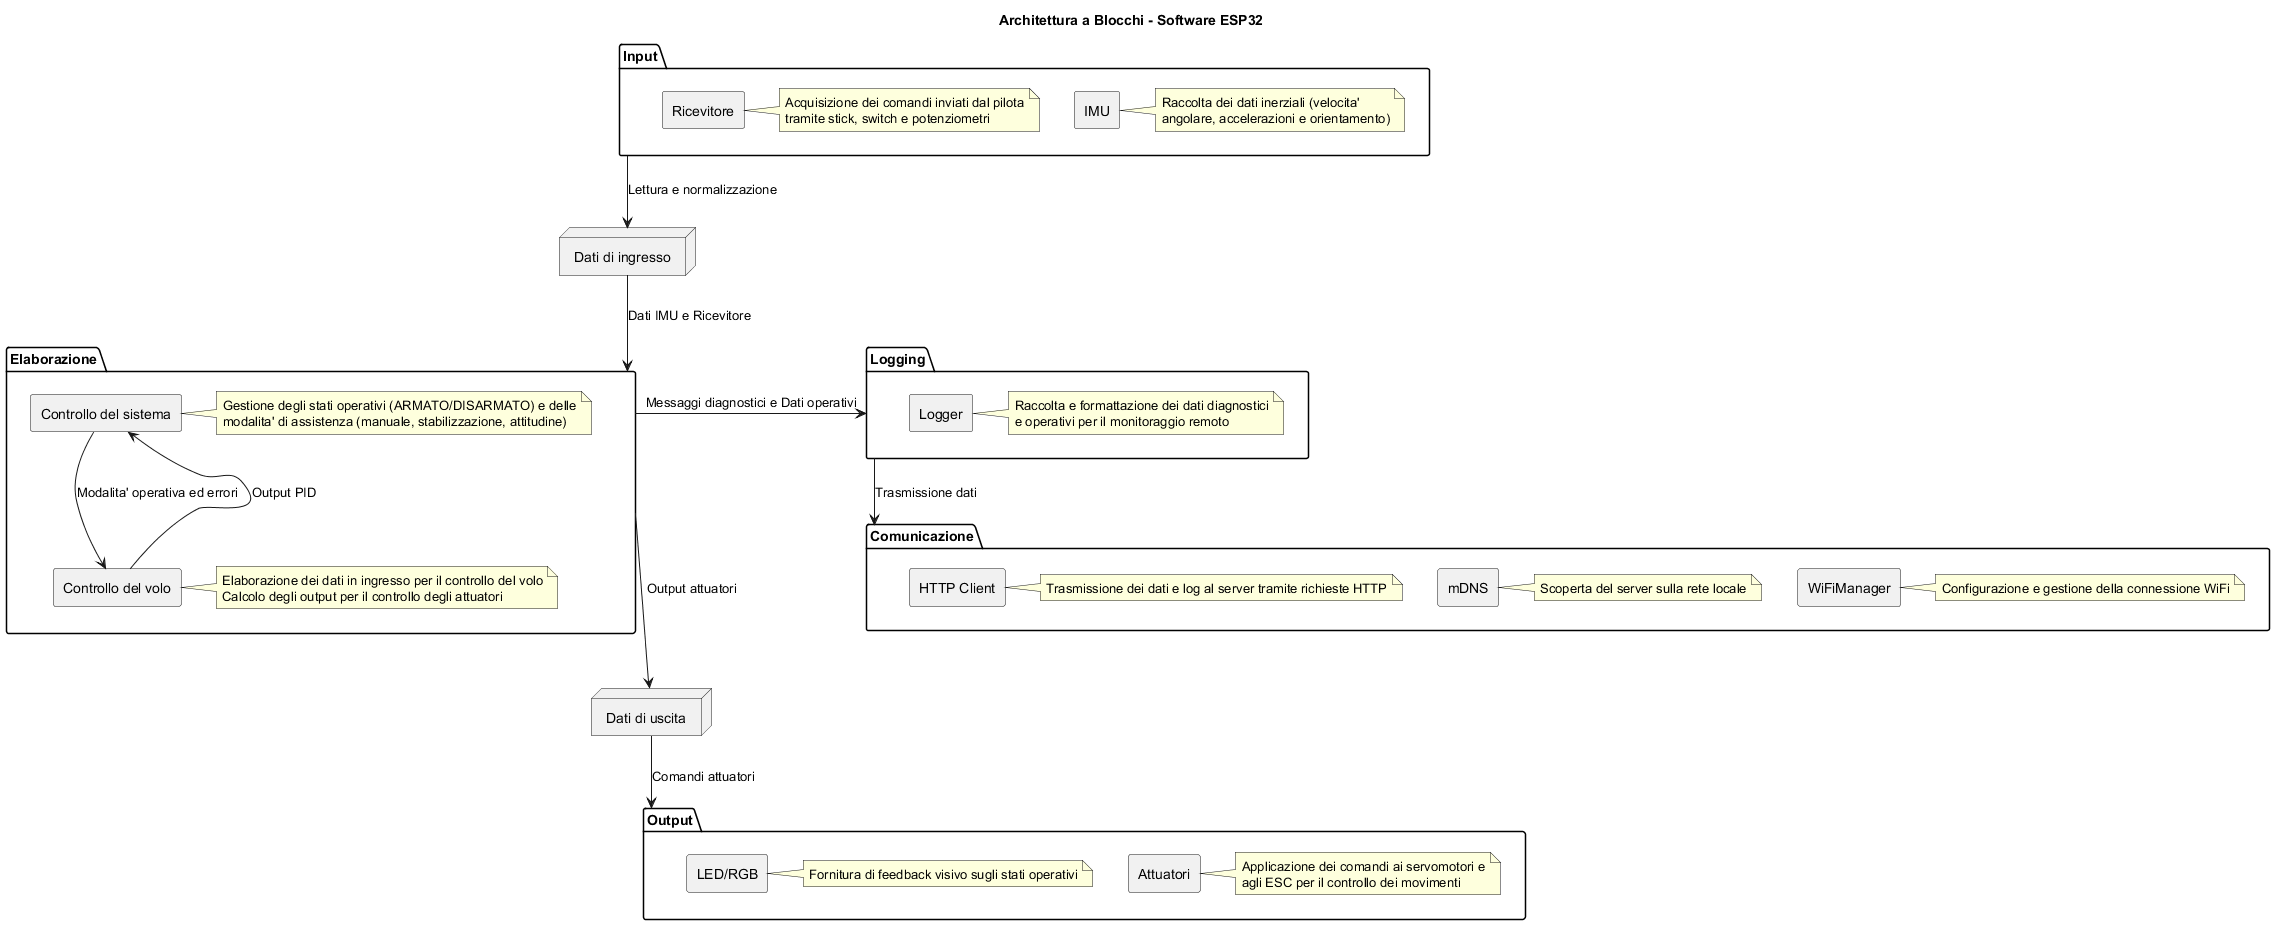 Architettura a Blocchi - Software ESP32
Input
Ricevitore
Acquisizione dei comandi inviati dal pilota
tramite stick, switch e potenziometri
IMU
Raccolta dei dati inerziali (velocita'
angolare, accelerazioni e orientamento)
Lettura e normalizzazione
Dati di ingresso
Dati IMU e Ricevitore
Elaborazione
Controllo del sistema
Gestione degli stati operativi (ARMATO/DISARMATO) e delle
modalita' di assistenza (manuale, stabilizzazione, attitudine)
Modalita' operativa ed errori
Output PID
Controllo del volo
Elaborazione dei dati in ingresso per il controllo del volo
Calcolo degli output per il controllo degli attuatori
Messaggi diagnostici e Dati operativi
Logging
Logger
Raccolta e formattazione dei dati diagnostici
e operativi per il monitoraggio remoto
Trasmissione dati
Comunicazione
HTTP Client
Trasmissione dei dati e log al server tramite richieste HTTP
mDNS
Scoperta del server sulla rete locale
WiFiManager
Configurazione e gestione della connessione WiFi
Output attuatori
Dati di uscita
Comandi attuatori
Output
LED/RGB
Fornitura di feedback visivo sugli stati operativi
Attuatori
Applicazione dei comandi ai servomotori e
agli ESC per il controllo dei movimenti